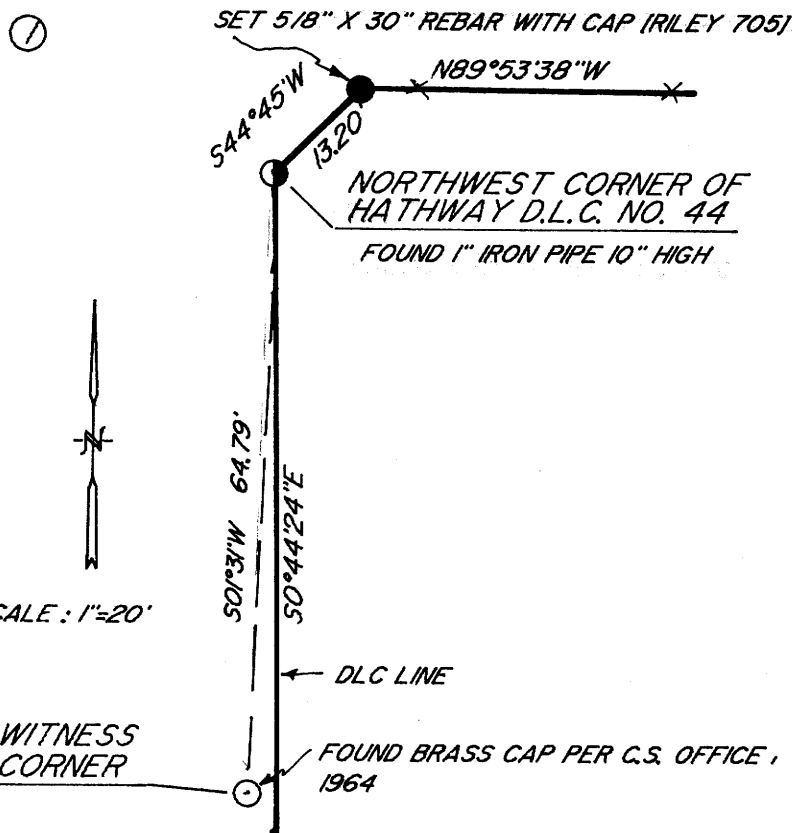 1
SET 5/8" X 30" REBAR WITH CAP [RILEY 705]
N89°53'38"W
S44°45'W
13.20'
NORTHWEST CORNER OF
HATHWAY D.L.C. NO. 44
FOUND 1" IRON PIPE 10" HIGH
N
S01°31'W 64.79'
S0°44'24"E
SCALE : 1"=20'
DLC LINE
WITNESS
CORNER
FOUND BRASS CAP PER C.S. OFFICE,
1964